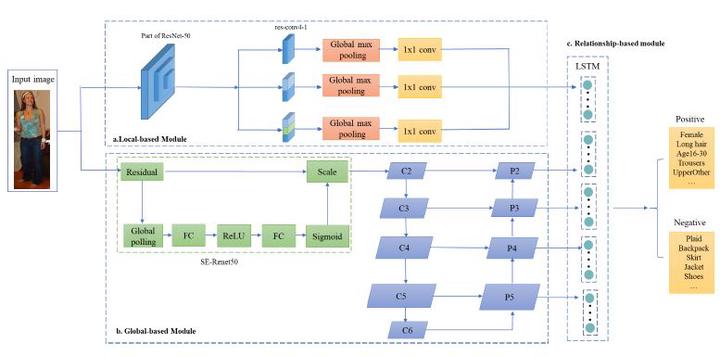 Input image
Part of ResNet-50
res-conv4-1
Global max
pooling
1x1 conv
Global max
pooling
1x1 conv
Global max
pooling
1x1 conv
a.Local-based Module
Residual
Scale
Global
polling
FC
ReLU
FC
Sigmoid
SE-Renet50
C2
P2
C3
P3
C4
P4
C5
P5
C6
b. Global-based Module
c. Relationship-based module
LSTM
Positive
Female
Long hair
Age16-30
Trousers
UpperOther
…
Negative
Plaid
Backpack
Skirt
Jacket
Shoes
…